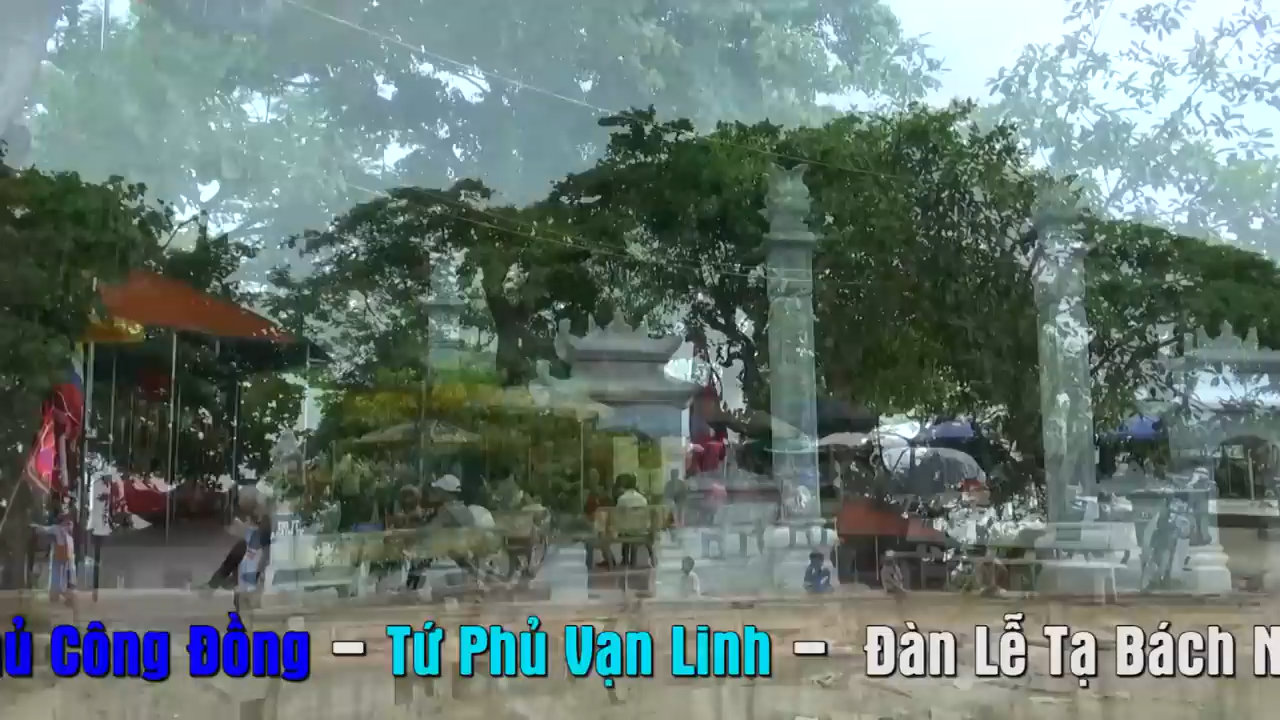 Công Đồng – Tứ Phủ Vạn Linh – Đàn Lễ Tạ Bách